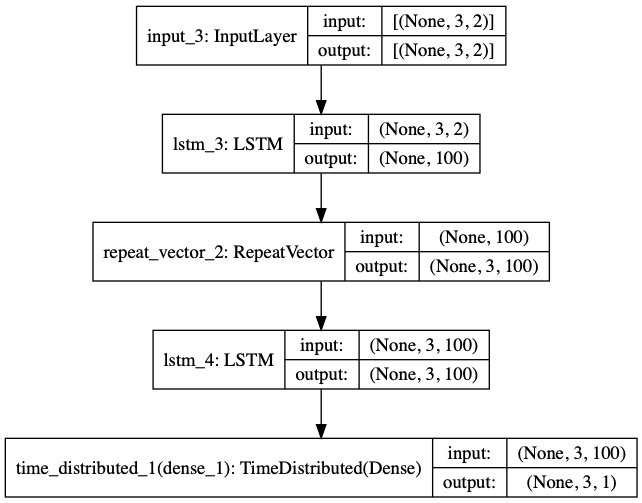 input_3: InputLayer
input:
[(None, 3, 2)]
output:
[(None, 3, 2)]
lstm_3: LSTM
input:
(None, 3, 2)
output:
(None, 100)
repeat_vector_2: RepeatVector
input:
(None, 100)
output:
(None, 3, 100)
lstm_4: LSTM
input:
(None, 3, 100)
output:
(None, 3, 100)
time_distributed_1(dense_1): TimeDistributed(Dense)
input:
(None, 3, 100)
output:
(None, 3, 1)